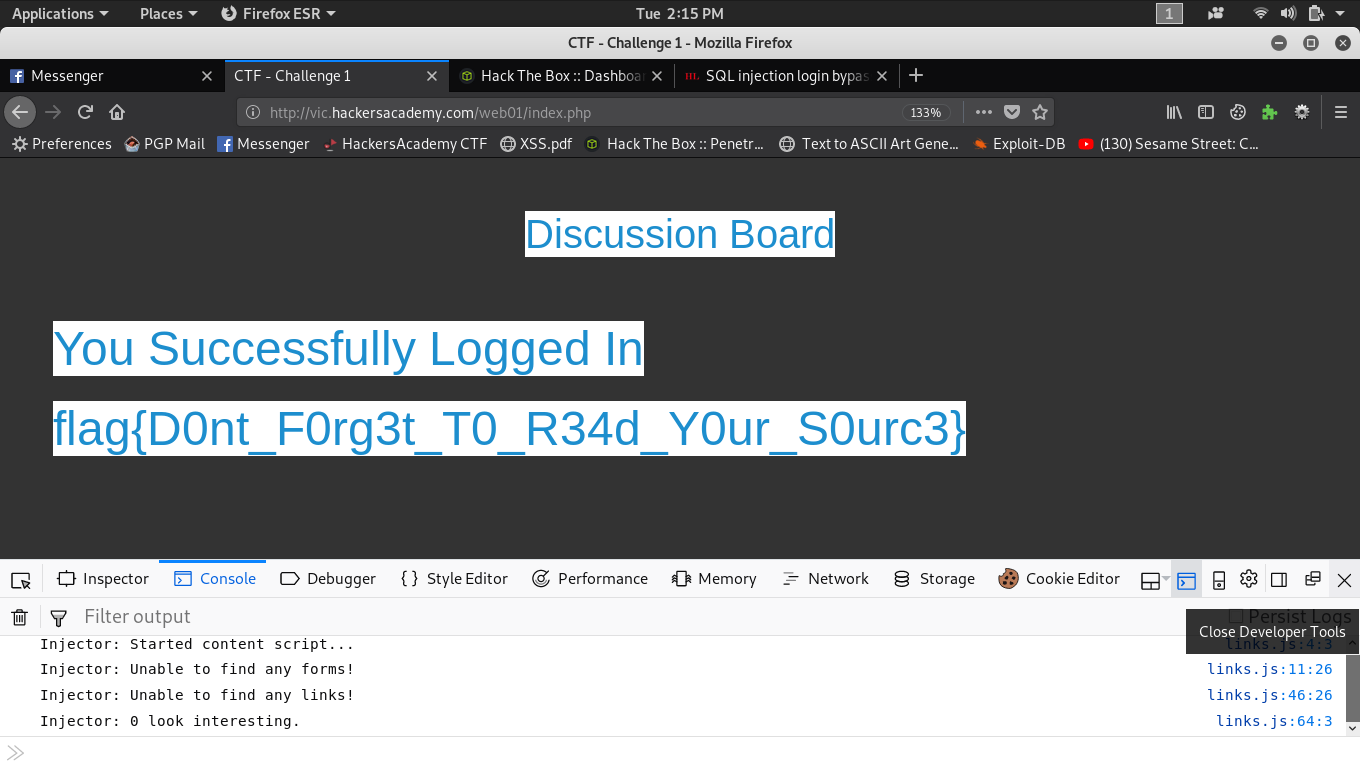 Applications Places Firefox ESR Tue 2:15 PM 1
CTF - Challenge 1 - Mozilla Firefox
Messenger CTF - Challenge 1 Hack The Box :: Dashboa SQL injection login bypas
http://vic.hackersacademy.com/web01/index.php 133%
Preferences PGP Mail Messenger HackersAcademy CTF XSS.pdf Hack The Box :: Penetr... Text to ASCII Art Gene... Exploit-DB (130) Sesame Street: C...
Discussion Board
You Successfully Logged In
flag{D0nt_F0rg3t_T0_R34d_Y0ur_S0urc3}
Inspector Console Debugger Style Editor Performance Memory Network Storage Cookie Editor
Filter output Persist Logs
Close Developer Tools
Injector: Started content script... links.js:4:3
Injector: Unable to find any forms! links.js:11:26
Injector: Unable to find any links! links.js:46:26
Injector: 0 look interesting. links.js:64:3